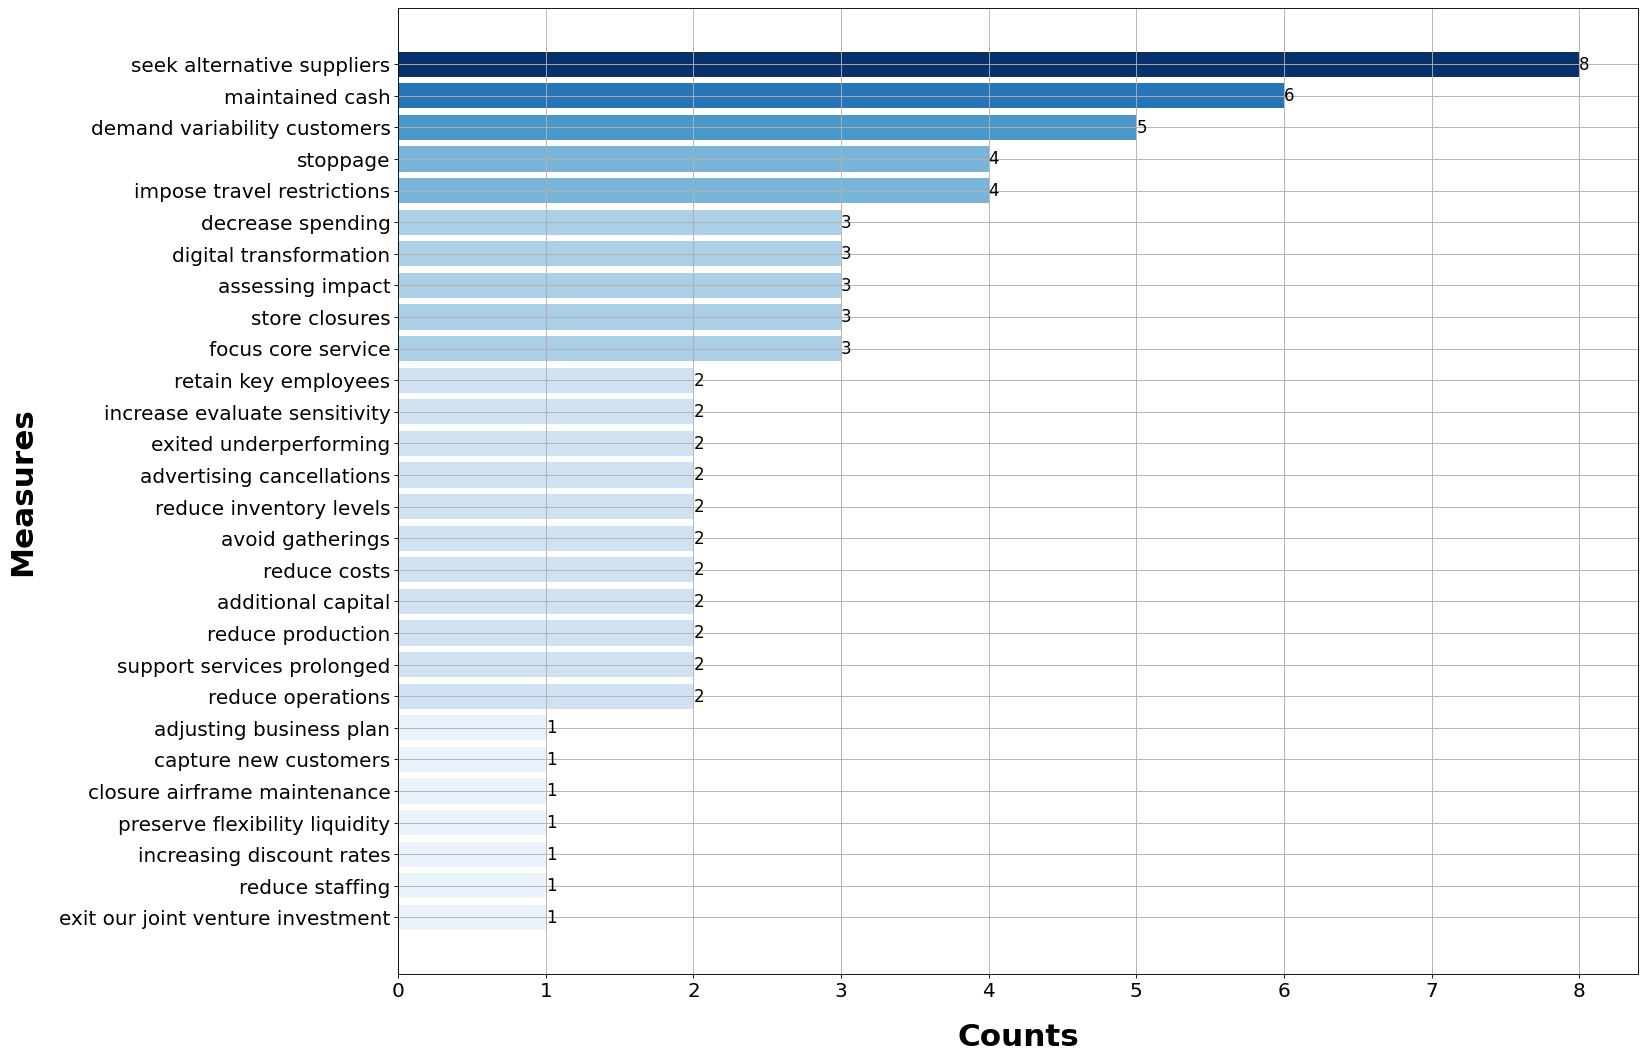 Measures
seek alternative suppliers 8
maintained cash 6
demand variability customers 5
stoppage 4
impose travel restrictions 4
decrease spending 3
digital transformation 3
assessing impact 3
store closures 3
focus core service 3
retain key employees 2
increase evaluate sensitivity 2
exited underperforming 2
advertising cancellations 2
reduce inventory levels 2
avoid gatherings 2
reduce costs 2
additional capital 2
reduce production 2
support services prolonged 2
reduce operations 2
adjusting business plan 1
capture new customers 1
closure airframe maintenance 1
preserve flexibility liquidity 1
increasing discount rates 1
reduce staffing 1
exit our joint venture investment 1
0 1 2 3 4 5 6 7 8
Counts